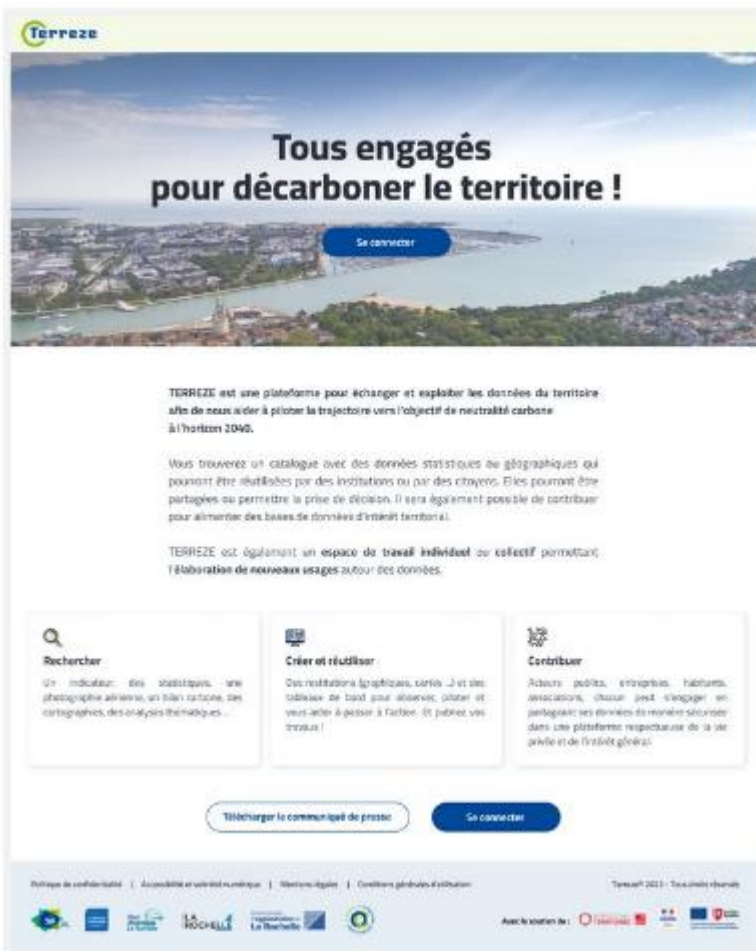 Terreze
Tous engagés
pour décarboner le territoire !
Se connecter
TERREZE est une plateforme pour échanger et exploiter les données du territoire
afin de nous aider à piloter la trajectoire vers l'objectif de neutralité carbone
à l'horizon 2040.
Vous trouverez un catalogue avec des données statistiques ou géographiques qui
pourront être réutilisées par des institutions ou par des citoyens. Elles pourront être
partagées ou permettre la prise de décision. Il sera également possible de contribuer
pour alimenter des bases de données d'intérêt territorial.
TERREZE est également un espace de travail individuel ou collectif permettant
l'élaboration de nouveaux usages autour des données.
Rechercher
Un indicateur, des statistiques, une
photographie aérienne, un bilan carbone, des
cartographies, des analyses thématiques...
Créer et réutiliser
Des restitutions (graphiques, cartes ...) et des
tableaux de bord pour observer, piloter et
vous aider à passer à l'action. Et publiez vos
travaux !
Contribuer
Acteurs publics, entreprises, habitants,
associations, chacun peut s'engager en
partageant ses données de manière sécurisée
dans une plateforme respectueuse de la vie
privée et de l'intérêt général.
Télécharger le communiqué de presse
Se connecter
Politique de confidentialité | Accessibilité et sobriété numérique | Mentions légales | Conditions générales d'utilisation
Terreze® 2023 - Tous droits réservés
LA ROCHELLE
agglomération de
La Rochelle
Avec le soutien de :
TERRITOIRES